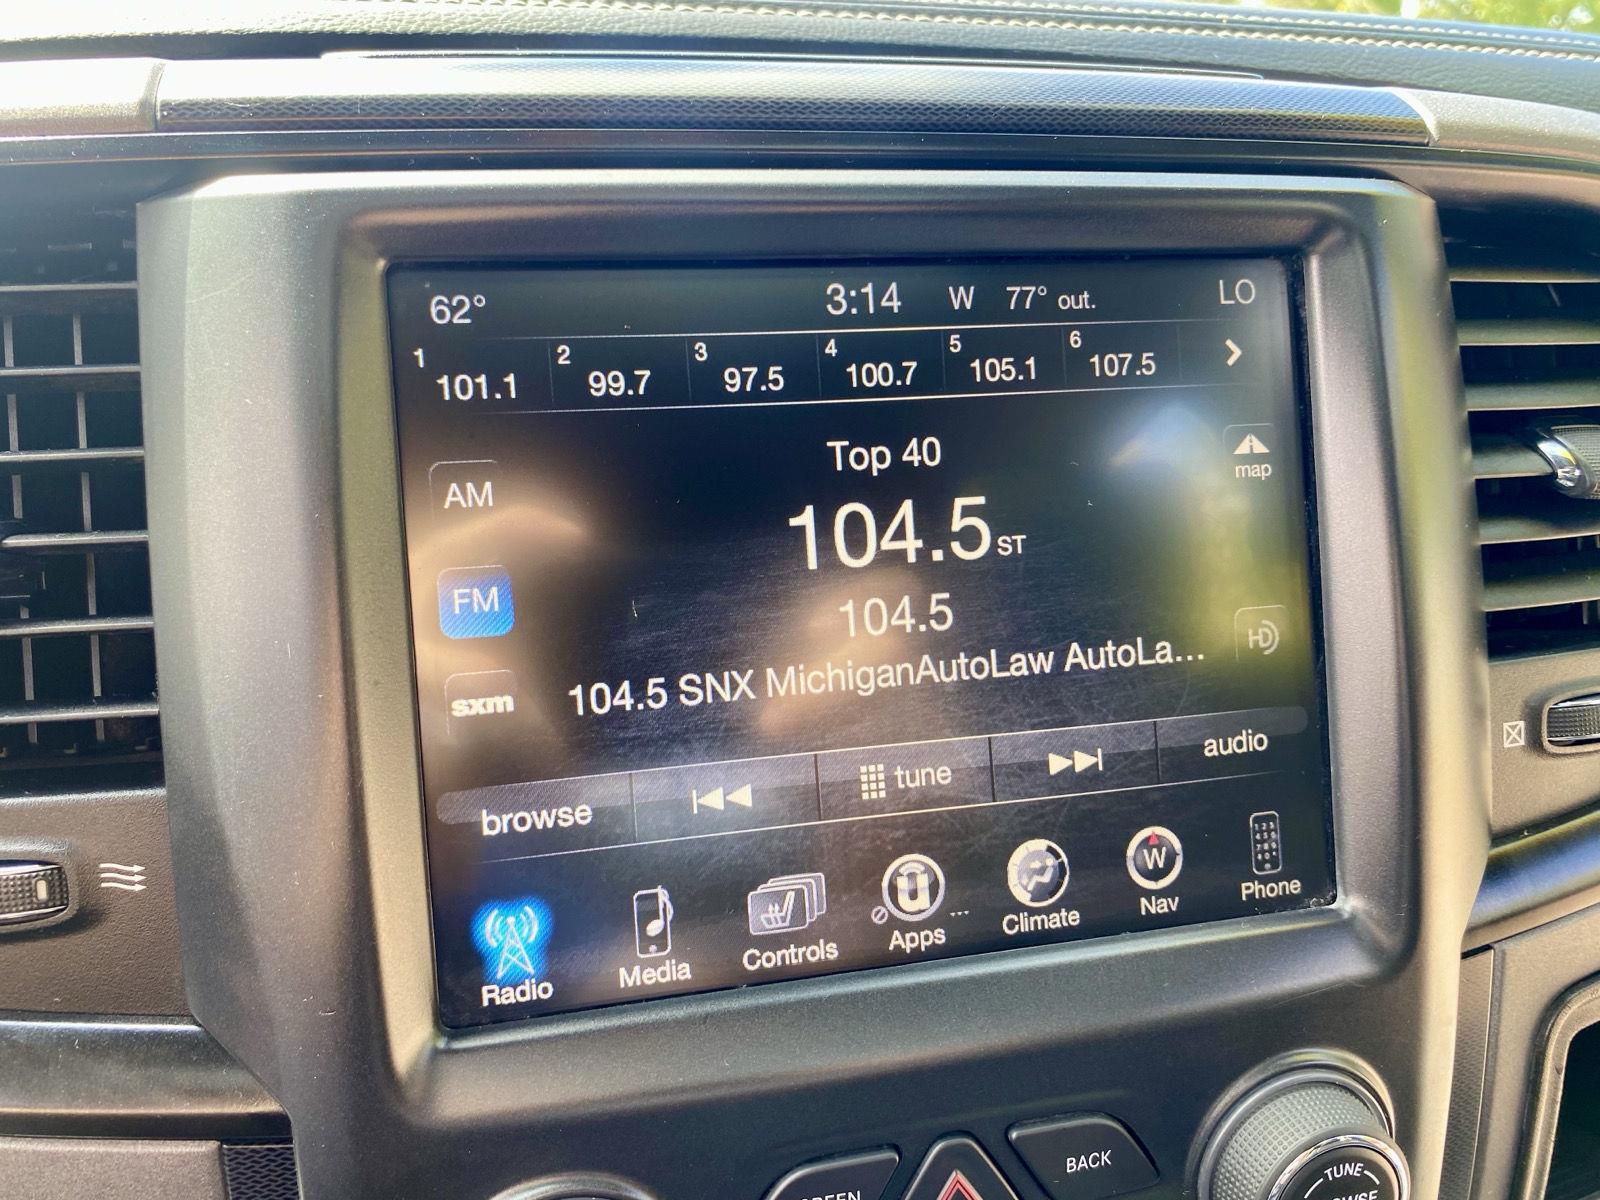 62° 3:14 W 77° out. LO
1 101.1 2 99.7 3 97.5 4 100.7 5 105.1 6 107.5
Top 40
map
AM
104.5 ST
FM
104.5
HD
sxm
104.5 SNX MichiganAutoLaw AutoLa...
browse tune audio
Radio Media Controls Apps Climate W Nav Phone
BACK
TUNE